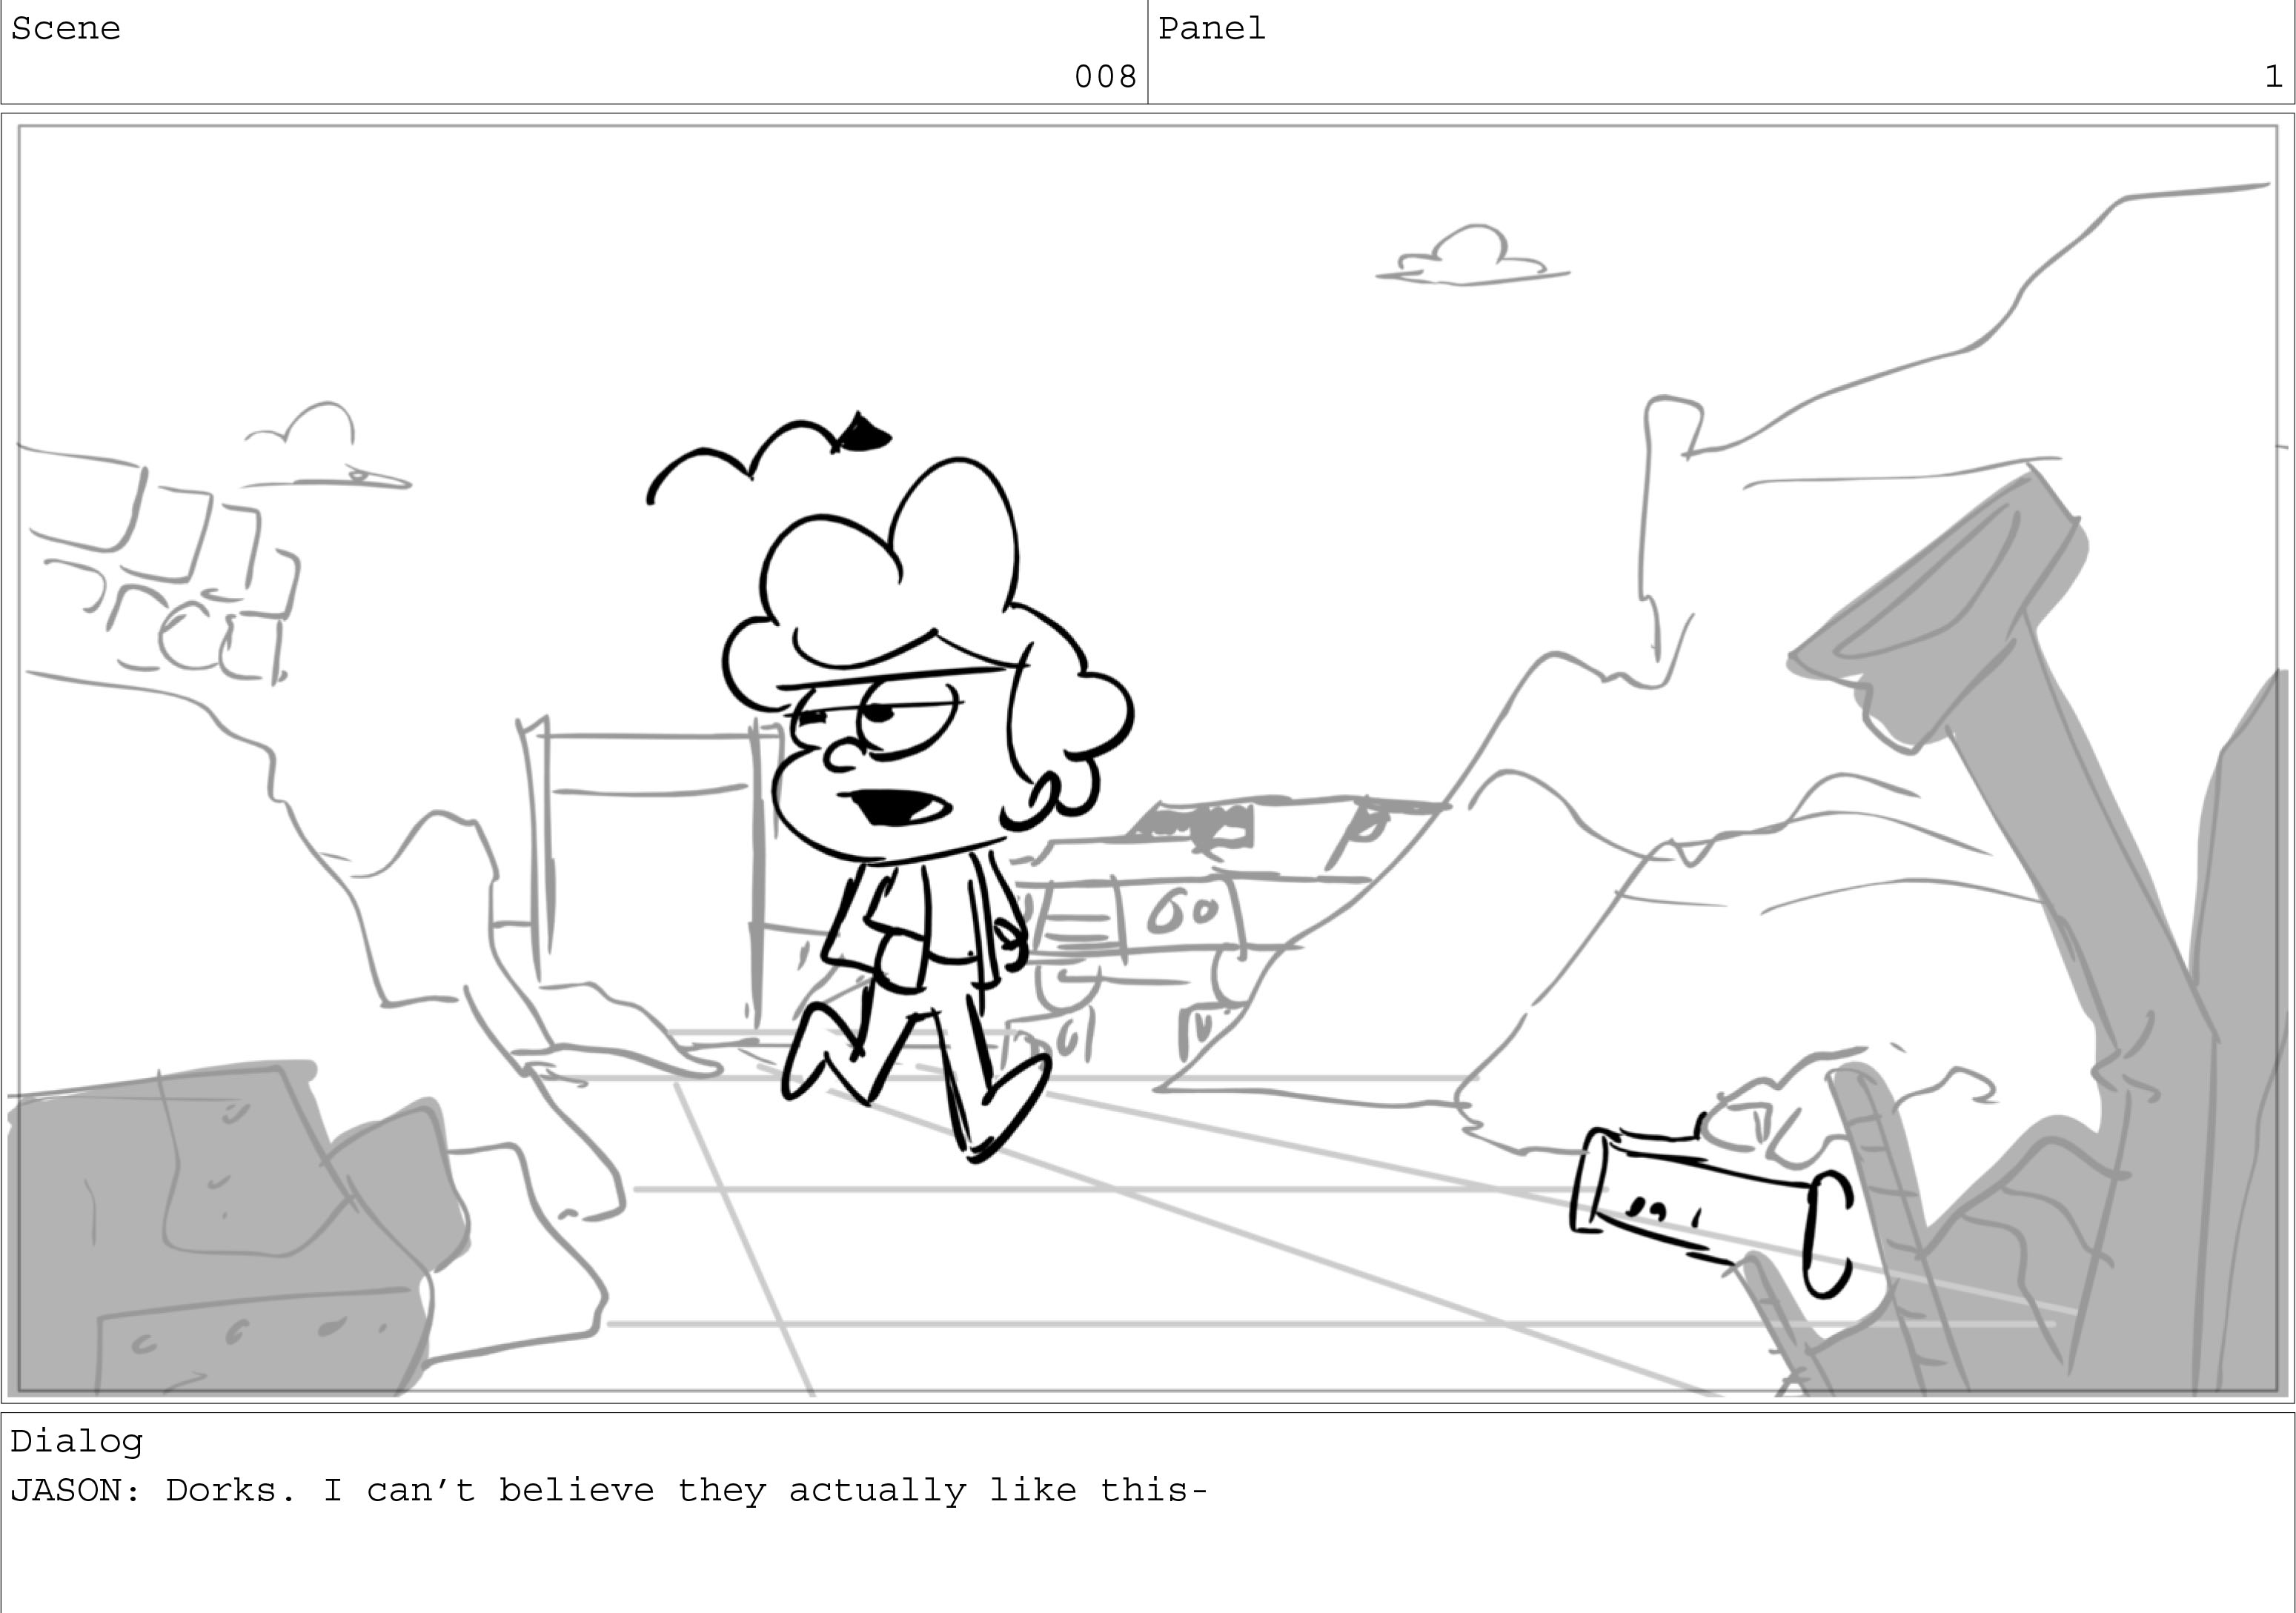 Scene
008
Panel
1
Dialog
JASON: Dorks. I can’t believe they actually like this-